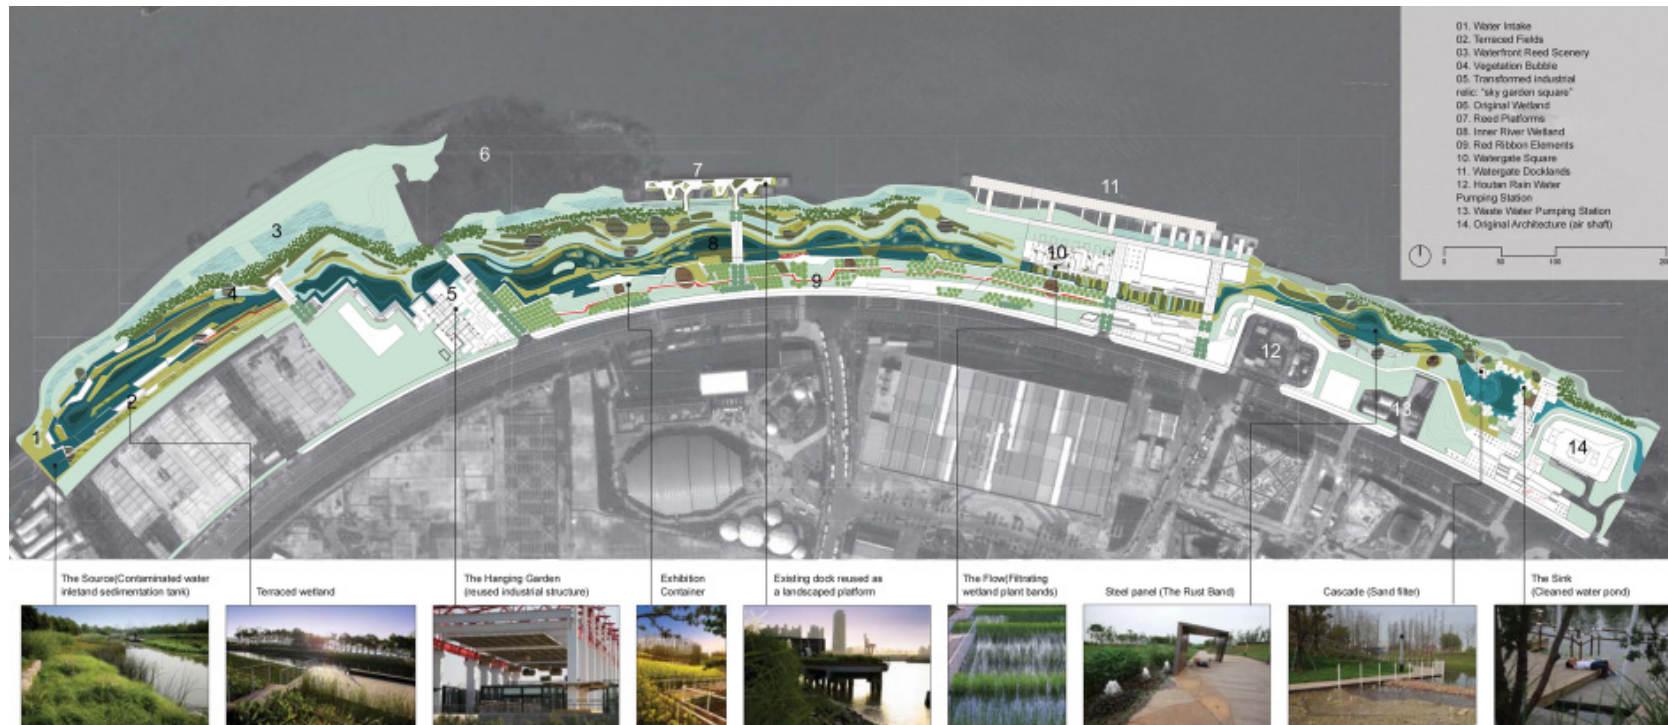 01. Water Intake
02. Terraced Fields
03. Waterfront Reed Scenery
04. Vegetation Bubble
05. Transformed industrial
relic: "sky garden square"
06. Original Wetland
07. Reed Platforms
08. Inner River Wetland
09. Red Ribbon Elements
10. Watergate Square
11. Watergate Docklands
12. Houtan Rain Water
Pumping Station
13. Waste Water Pumping Station
14. Original Architecture (air shaft)
0 50 100 200
6
7
11
3
8
10
4
5
9
12
2
13
1
14
The Source(Contaminated water
inletand sedimentation tank)
Terraced wetland
The Hanging Garden
(reused industrial structure)
Exhibition
Container
Existing dock reused as
a landscaped platform
The Flow(Filtrating
wetland plant bands)
Steel panel (The Rust Band)
Cascade (Sand filter)
The Sink
(Cleaned water pond)